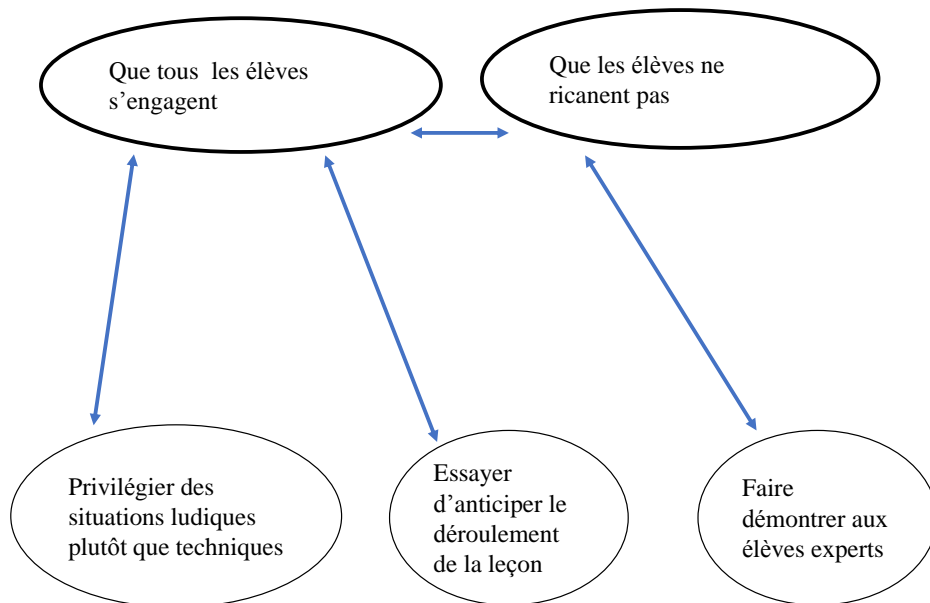 Que tous les élèves
s’engagent
Que les élèves ne
ricanent pas
Privilégier des
situations ludiques
plutôt que techniques
Essayer
d’anticiper le
déroulement
de la leçon
Faire
démontrer aux
élèves experts